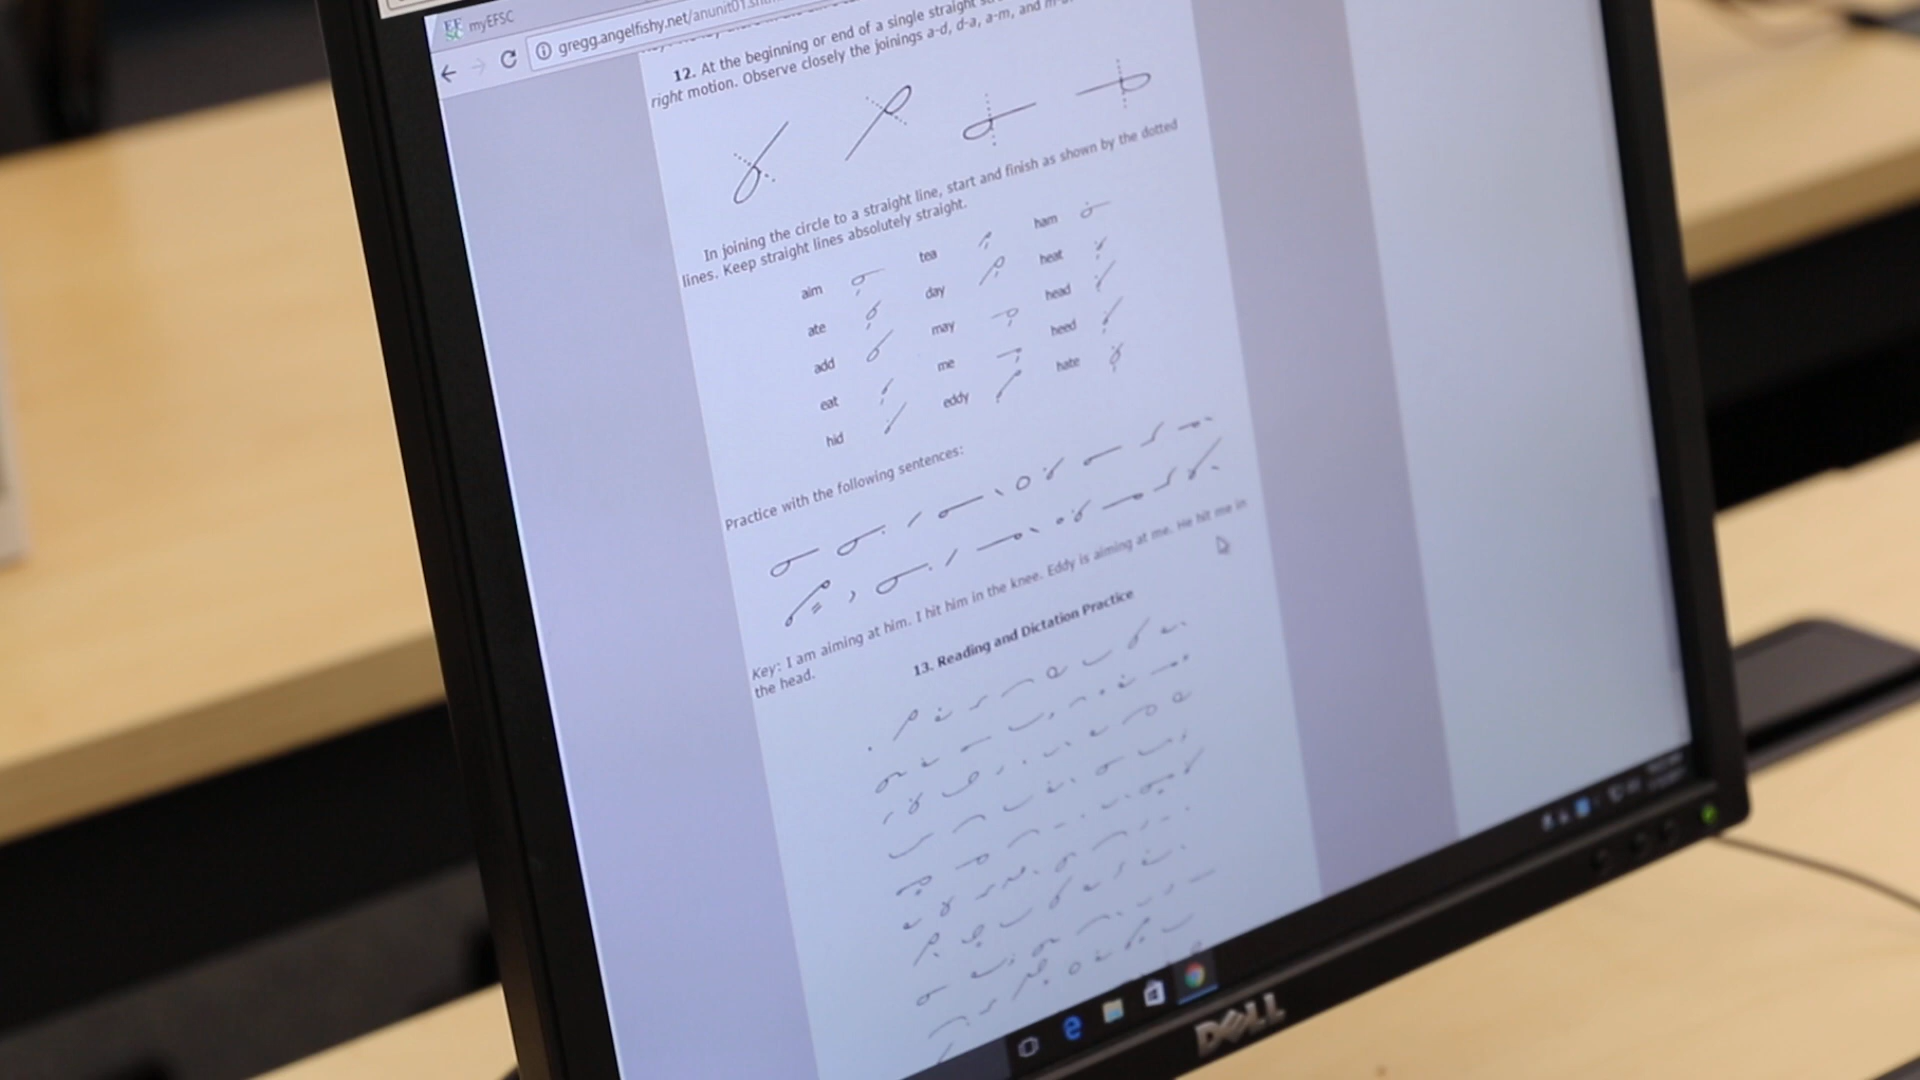 myEFSC
gregg.angelfishy.net/anunit01.
12. At the beginning or end of a single straight
right motion. Observe closely the joinings a-d, d-a, a-m, and
In joining the circle to a straight line, start and finish as shown by the dotted
lines. Keep straight lines absolutely straight.
aim tea ham
ate day heat
add may head
eat me heed
hid eddy hate
Practice with the following sentences:
Key: I am aiming at him. I hit him in the knee. Eddy is aiming at me. He hit me in
the head.
13. Reading and Dictation Practice
DELL